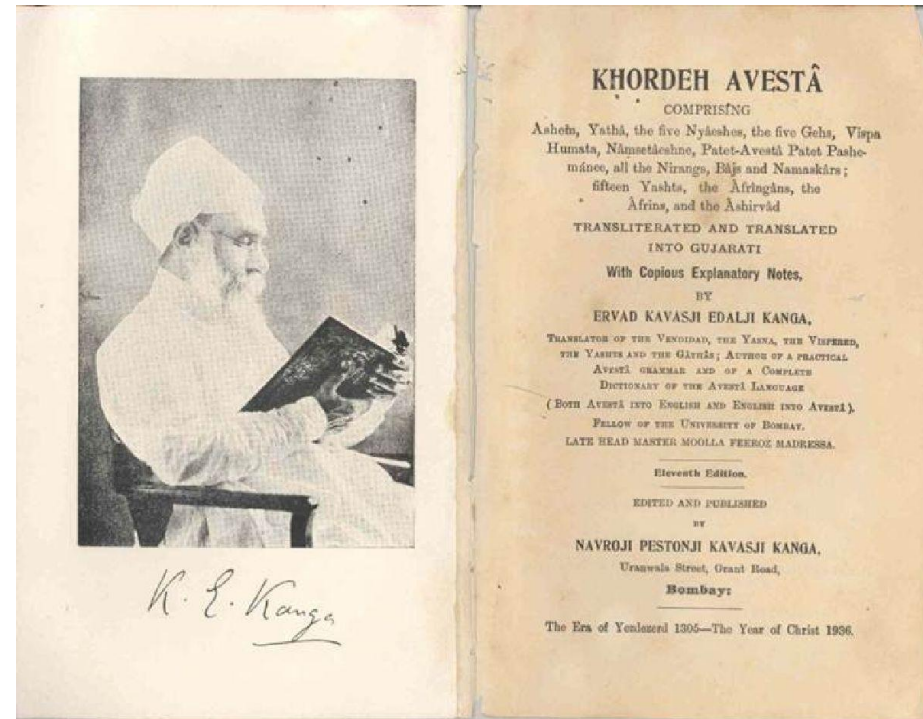 K. E. Kanga
KHORDEH AVESTÂ
COMPRISING
Ashem, Yathâ, the five Nyâeshes, the five Gehs, Vispa
Humata, Nâmsetâeshne, Patet-Avestâ Patet Pashe-
mânee, all the Nirangs, Bâjs and Namaskârs;
fifteen Yashts, the Âfringâns, the
Âfrins, and the Âshirvâd
TRANSLITERATED AND TRANSLATED
INTO GUJARATI
With Copious Explanatory Notes,
BY
ERVAD KAVASJI EDALJI KANGA,
TRANSLATOR OF THE VENDIDAD, THE YASNA, THE VISPERED,
THE YASHTS AND THE GÂTHÂS; AUTHOR OF A PRACTICAL
AVESTÂ GRAMMAR AND OF A COMPLETE
DICTIONARY OF THE AVESTÂ LANGUAGE
(BOTH AVESTÂ INTO ENGLISH AND ENGLISH INTO AVESTÂ),
FELLOW OF THE UNIVERSITY OF BOMBAY.
LATE HEAD MASTER MOOLLA FEEROZ MADRESSA.
Eleventh Edition.
EDITED AND PUBLISHED
BY
NAVROJI PESTONJI KAVASJI KANGA,
Uranwala Street, Grant Road,
Bombay:
The Era of Yezdezerd 1305—The Year of Christ 1936.